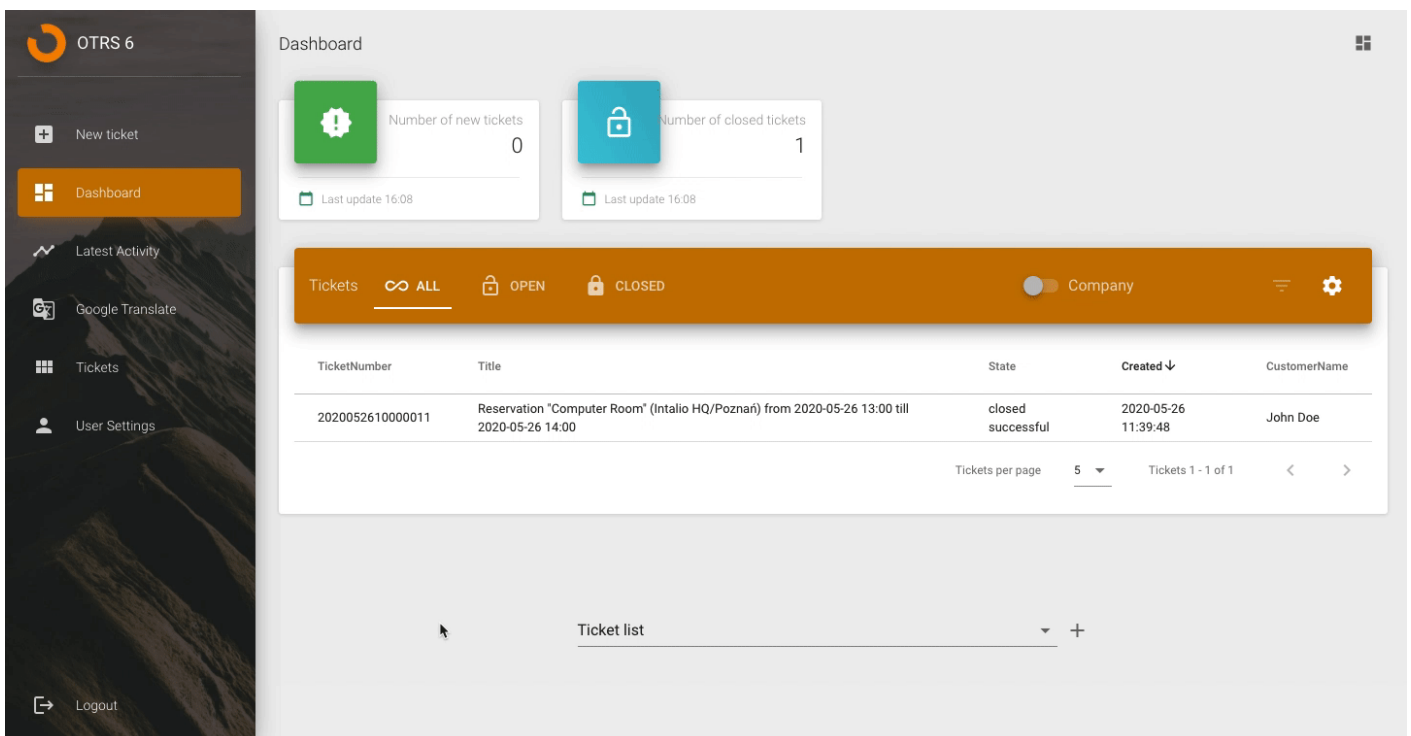 OTRS 6
New ticket
Dashboard
Latest Activity
Google Translate
Tickets
User Settings
Logout
Dashboard
Number of new tickets
0
Last update 16:08
Number of closed tickets
1
Last update 16:08
Tickets ALL OPEN CLOSED Company
TicketNumber Title State Created CustomerName
2020052610000011 Reservation "Computer Room" (Intalio HQ/Poznań) from 2020-05-26 13:00 till closed 2020-05-26 John Doe
2020-05-26 14:00 successful 11:39:48
Tickets per page 5 Tickets 1 - 1 of 1
Ticket list